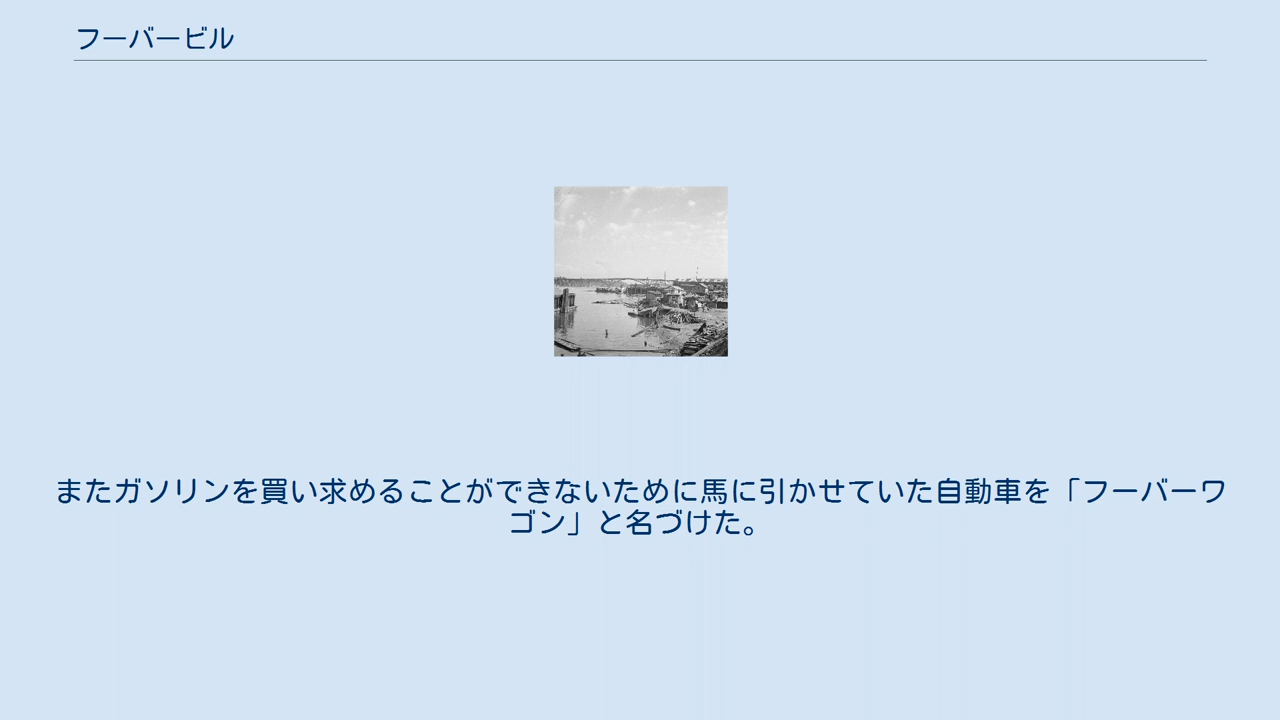 フーバービル
またガソリンを買い求めることができないために馬に引かせていた自動車を「フーバーワ
ゴン」と名づけた。